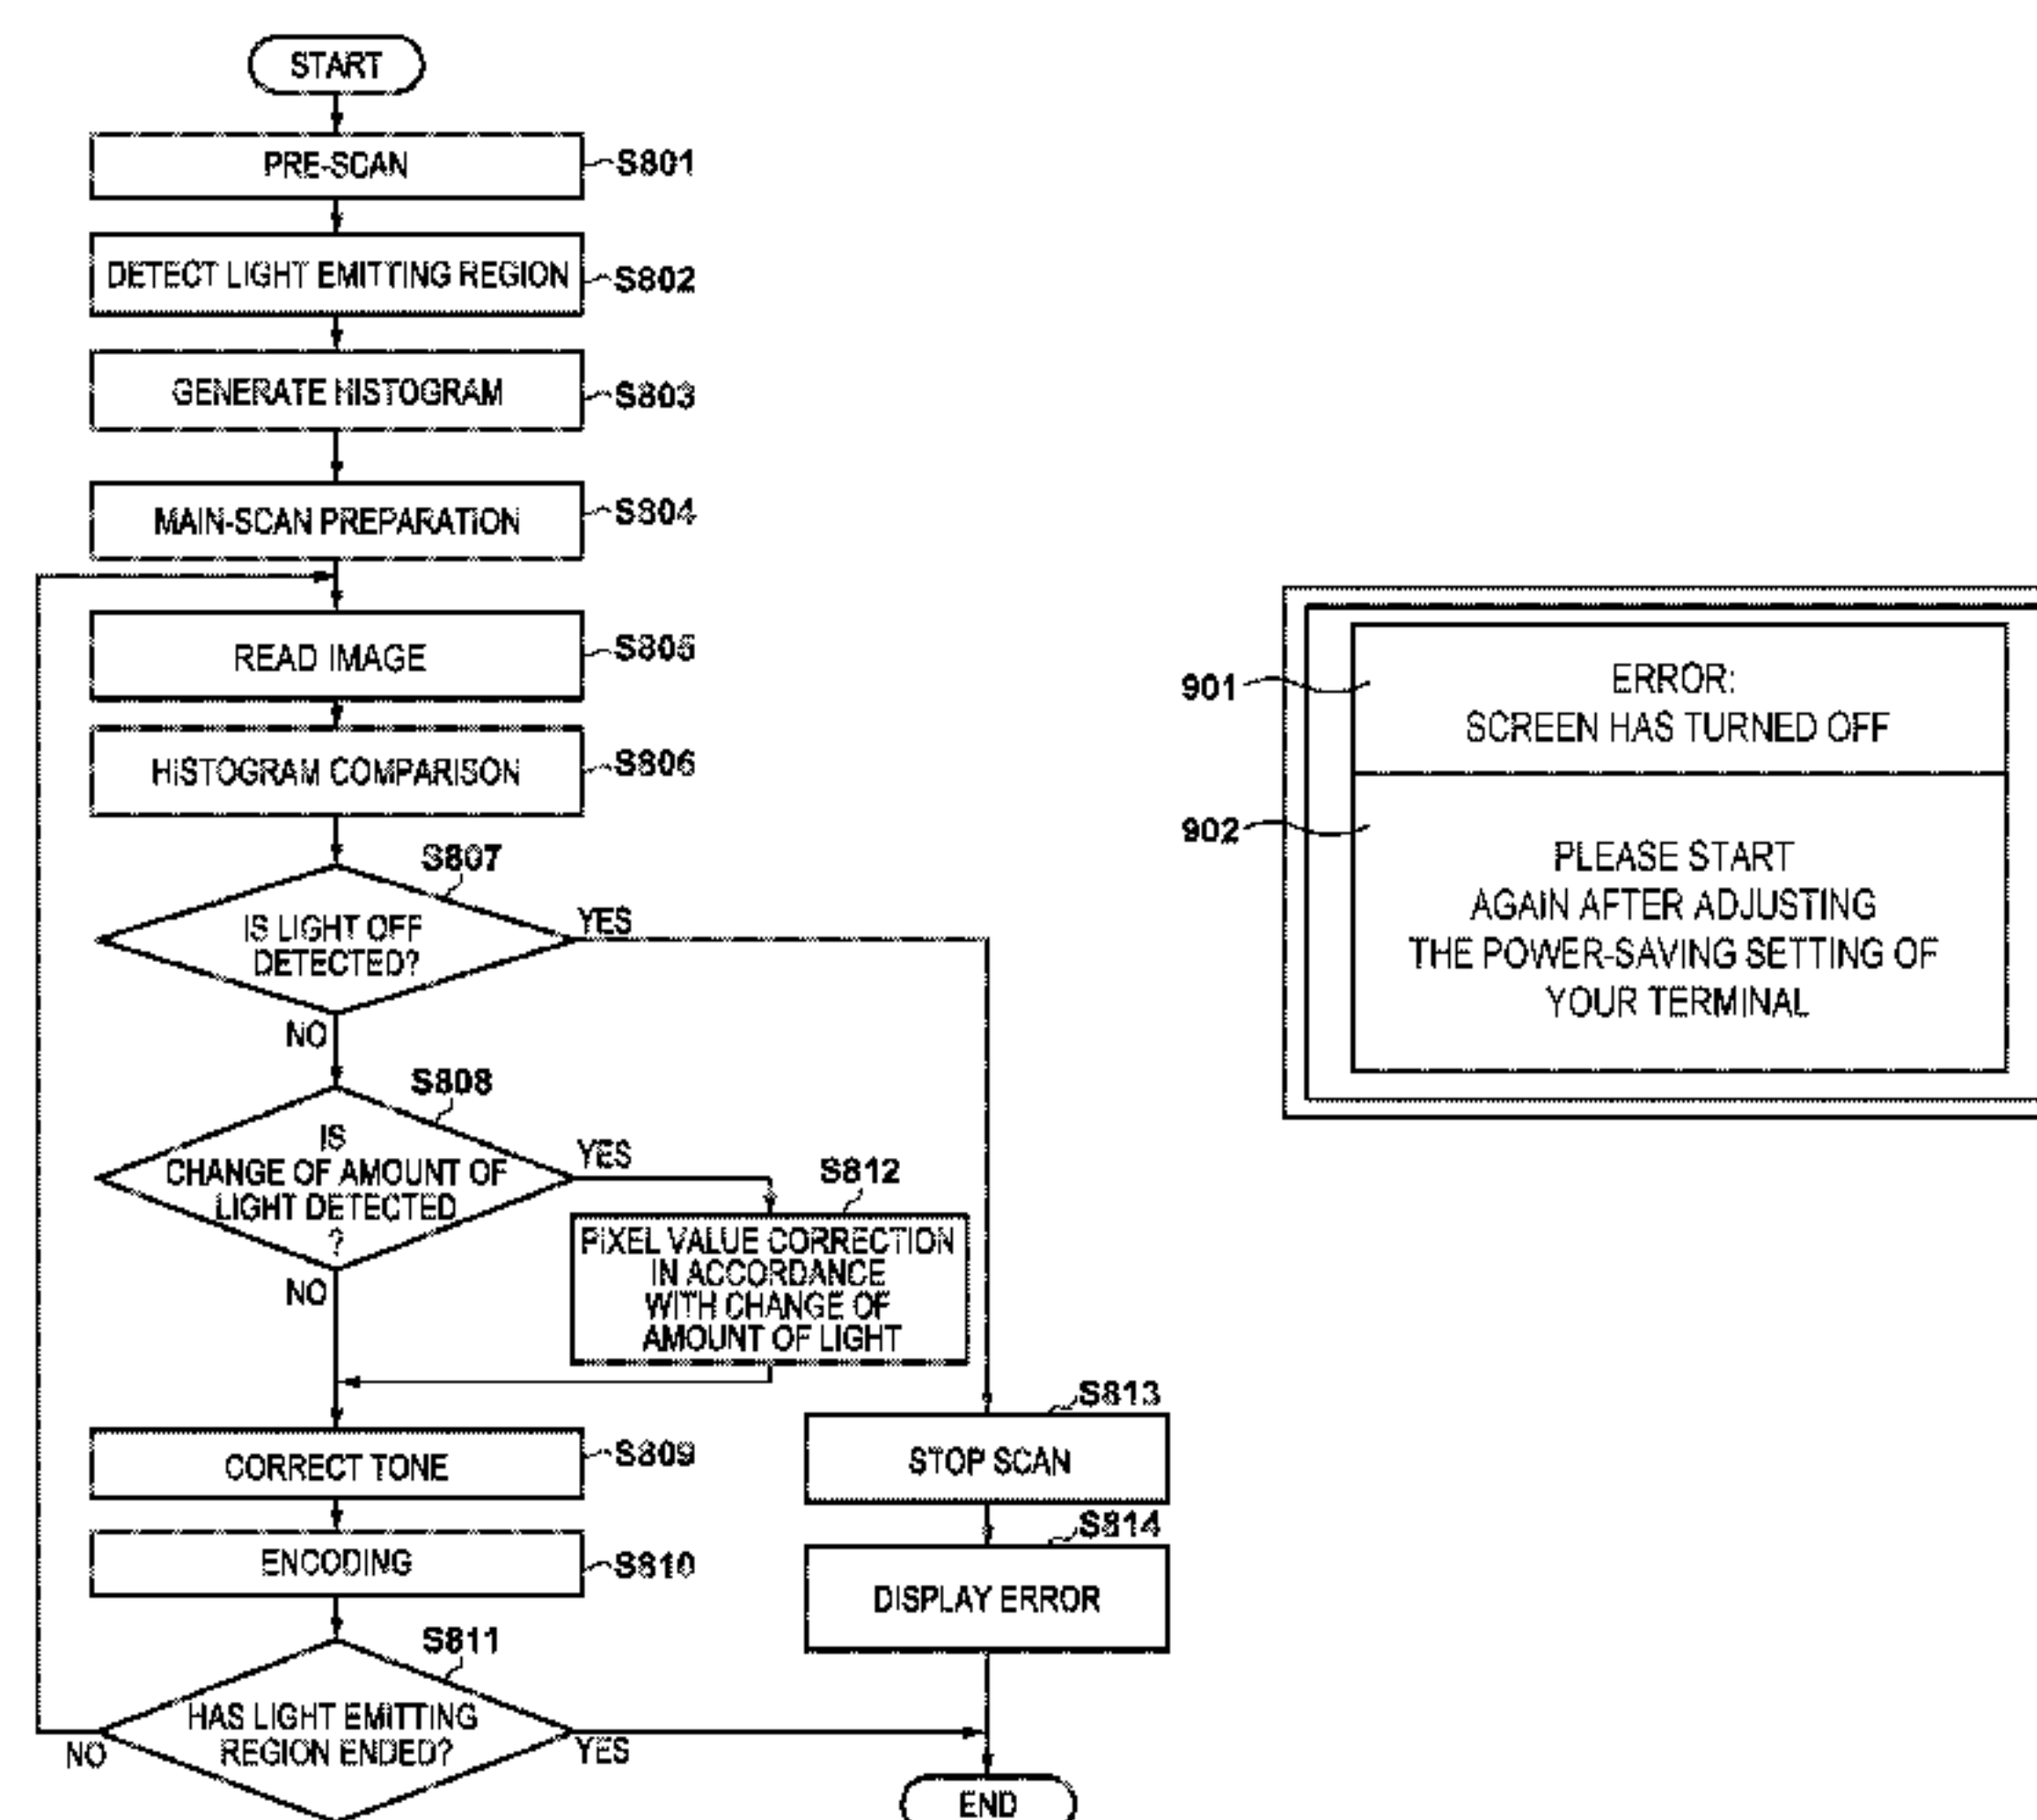 START
PRE-SCAN
S801
DETECT LIGHT EMITTING REGION
S802
GENERATE HISTOGRAM
S803
MAIN-SCAN PREPARATION
S804
READ IMAGE
S805
HISTOGRAM COMPARISON
S806
S807
IS LIGHT OFF
DETECTED?
YES
NO
S808
IS
CHANGE OF AMOUNT OF
LIGHT DETECTED
?
YES
NO
S812
PIXEL VALUE CORRECTION
IN ACCORDANCE
WITH CHANGE OF
AMOUNT OF LIGHT
CORRECT TONE
S809
ENCODING
S810
S811
HAS LIGHT EMITTING
REGION ENDED?
NO
YES
S813
STOP SCAN
S814
DISPLAY ERROR
END
901
ERROR:
SCREEN HAS TURNED OFF
902
PLEASE START
AGAIN AFTER ADJUSTING
THE POWER-SAVING SETTING OF
YOUR TERMINAL